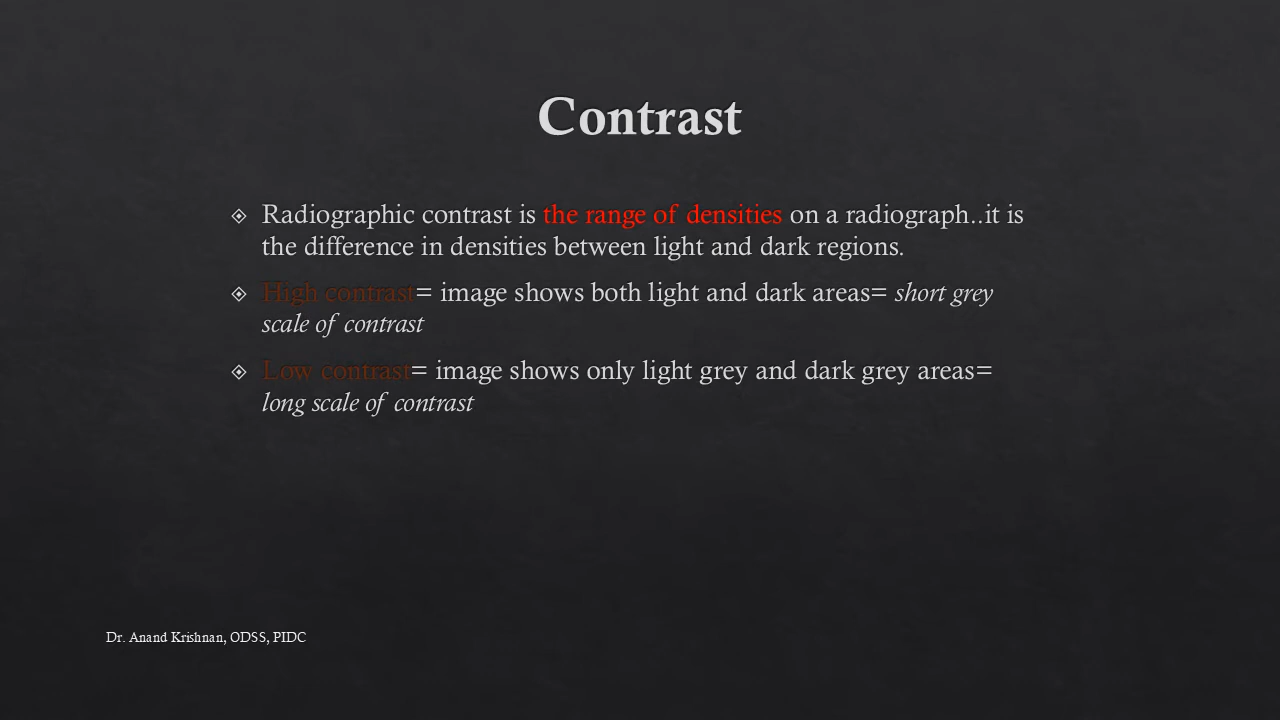 Contrast
Radiographic contrast is the range of densities on a radiograph..it is
the difference in densities between light and dark regions.
High contrast= image shows both light and dark areas= short grey
scale of contrast
Low contrast= image shows only light grey and dark grey areas=
long scale of contrast
Dr. Anand Krishnan, ODSS, PIDC